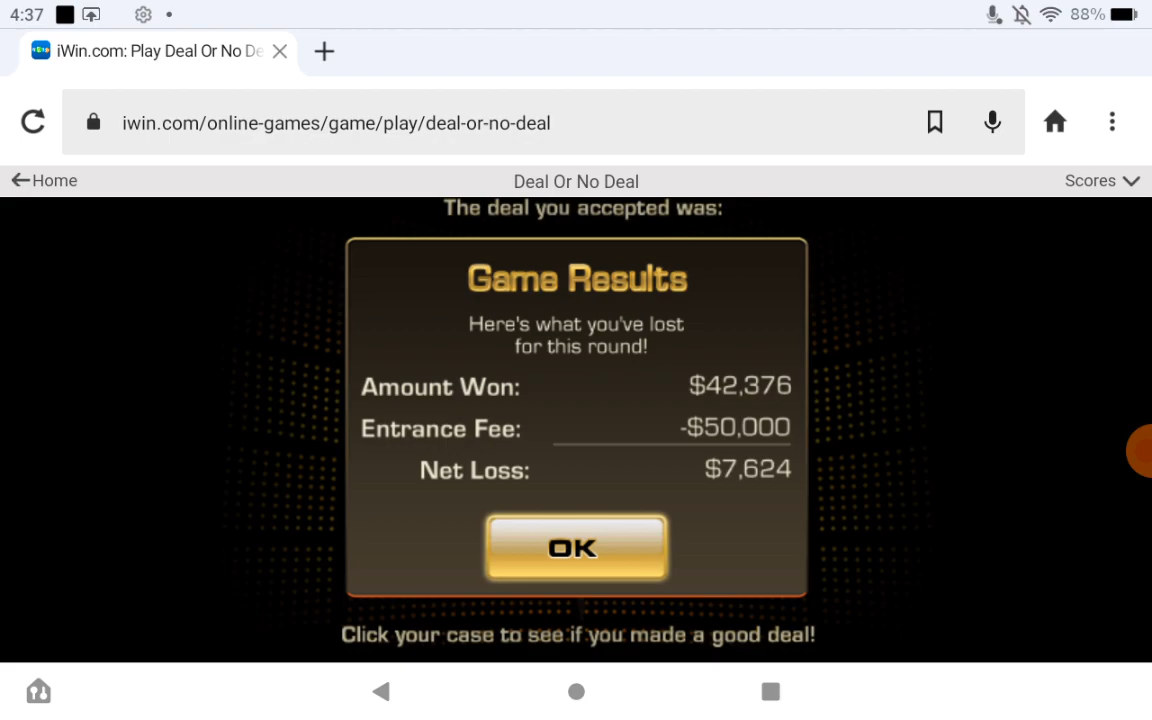 4:37
88%
iWin.com: Play Deal Or No De
iwin.com/online-games/game/play/deal-or-no-deal
Home
Deal Or No Deal
Scores
The deal you accepted was:
Game Results
Here's what you've lost
for this round!
Amount Won: $42,376
Entrance Fee: -$50,000
Net Loss: $7,624
OK
Click your case to see if you made a good deal!